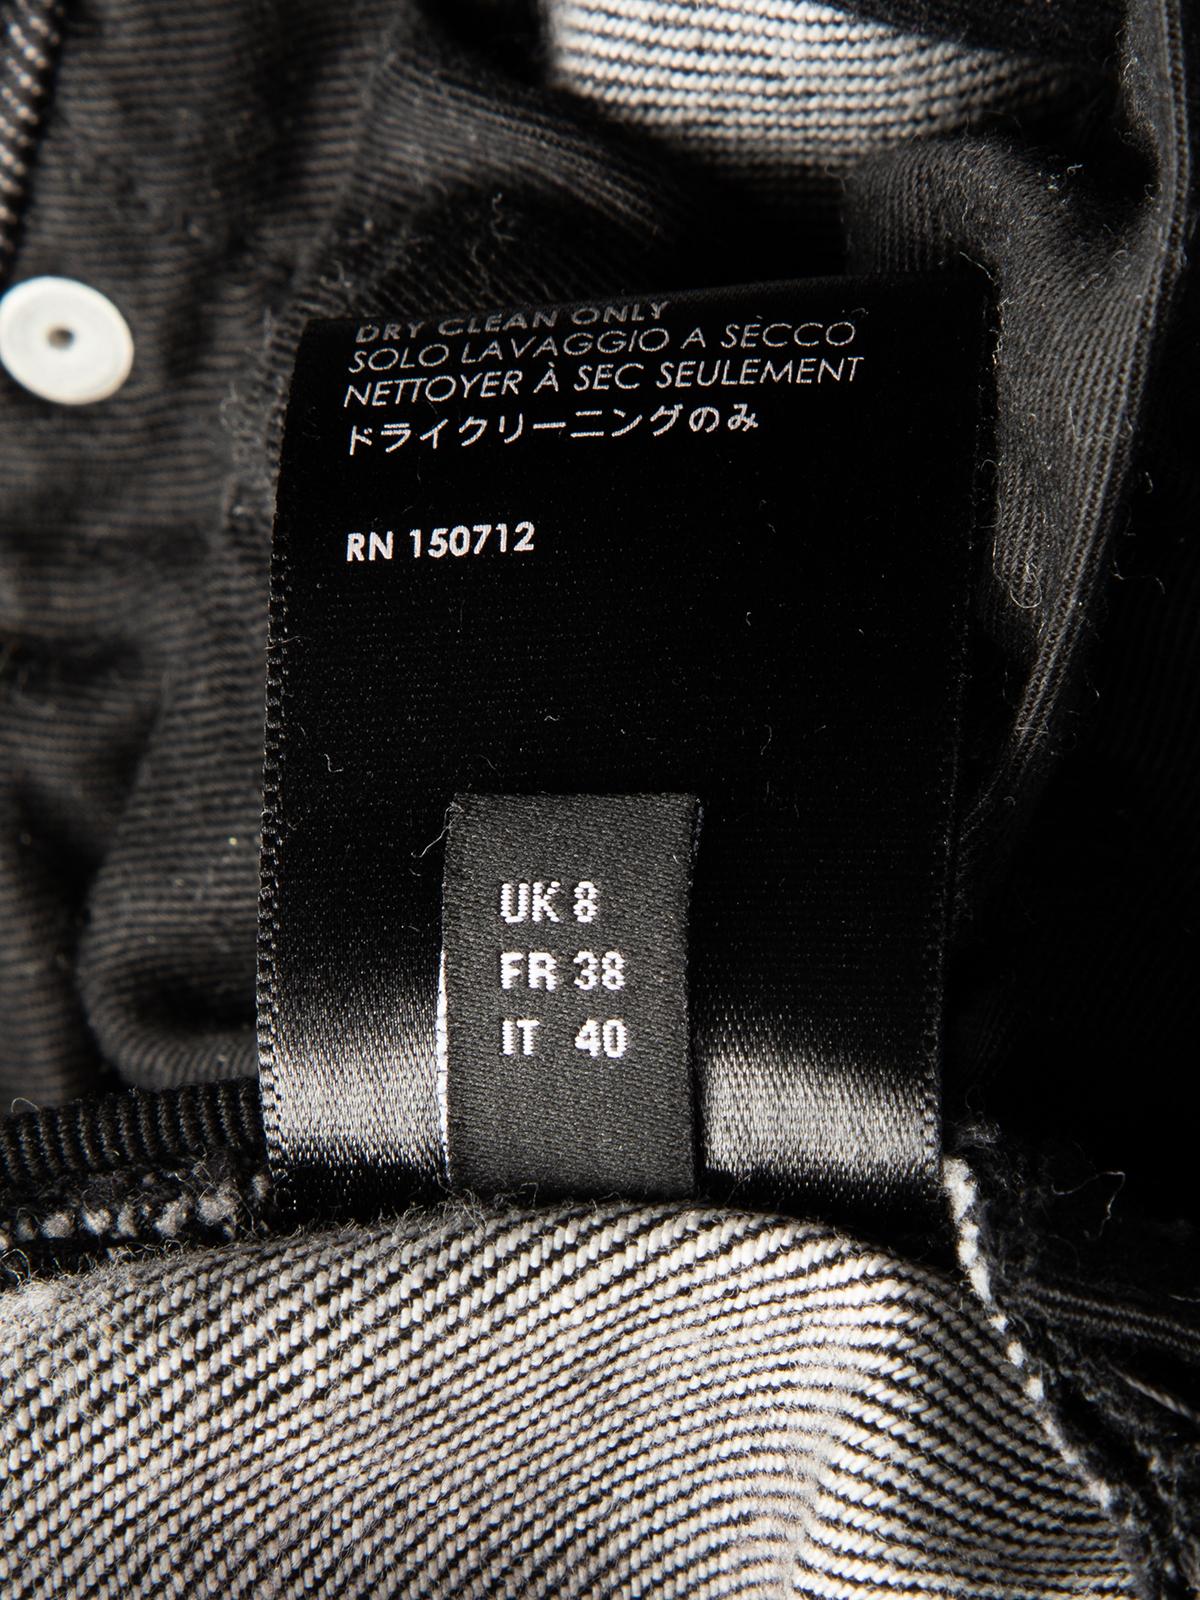 DRY CLEAN ONLY
SOLO LAVAGGIO A SECCO
NETTOYER À SEC SEULEMENT
ドライクリーニングのみ
RN 150712
UK 8
FR 38
IT 40